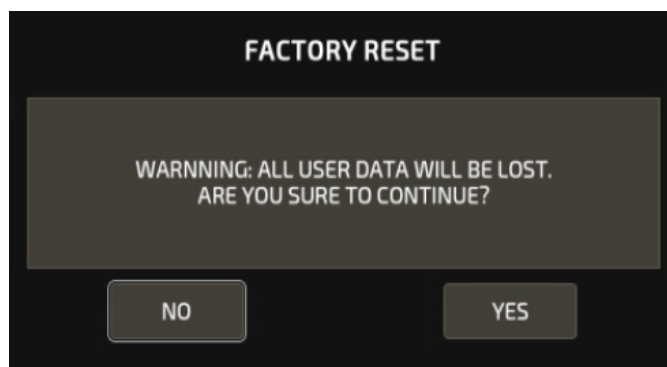 FACTORY RESET
WARNNING: ALL USER DATA WILL BE LOST.
ARE YOU SURE TO CONTINUE?
NO
YES